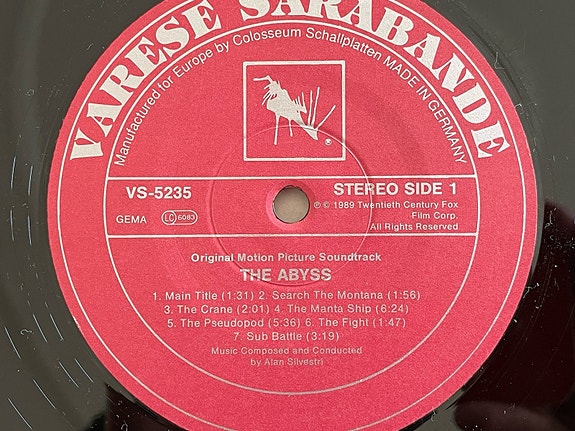 VARESE SARABANDE
Manufactured for Europe by Colosseum Schallplatten MADE IN GERMANY
®
VS-5235
STEREO SIDE 1
GEMA LC 6083
℗ © 1989 Twentieth Century Fox
Film Corp.
All Rights Reserved
Original Motion Picture Soundtrack
THE ABYSS
1. Main Title (1:31) 2. Search The Montana (1:56)
3. The Crane (2:01) 4. The Manta Ship (6:24)
5. The Pseudopod (5:36) 6. The Fight (1:47)
7. Sub Battle (3:19)
Music Composed and Conducted
by Alan Silvestri